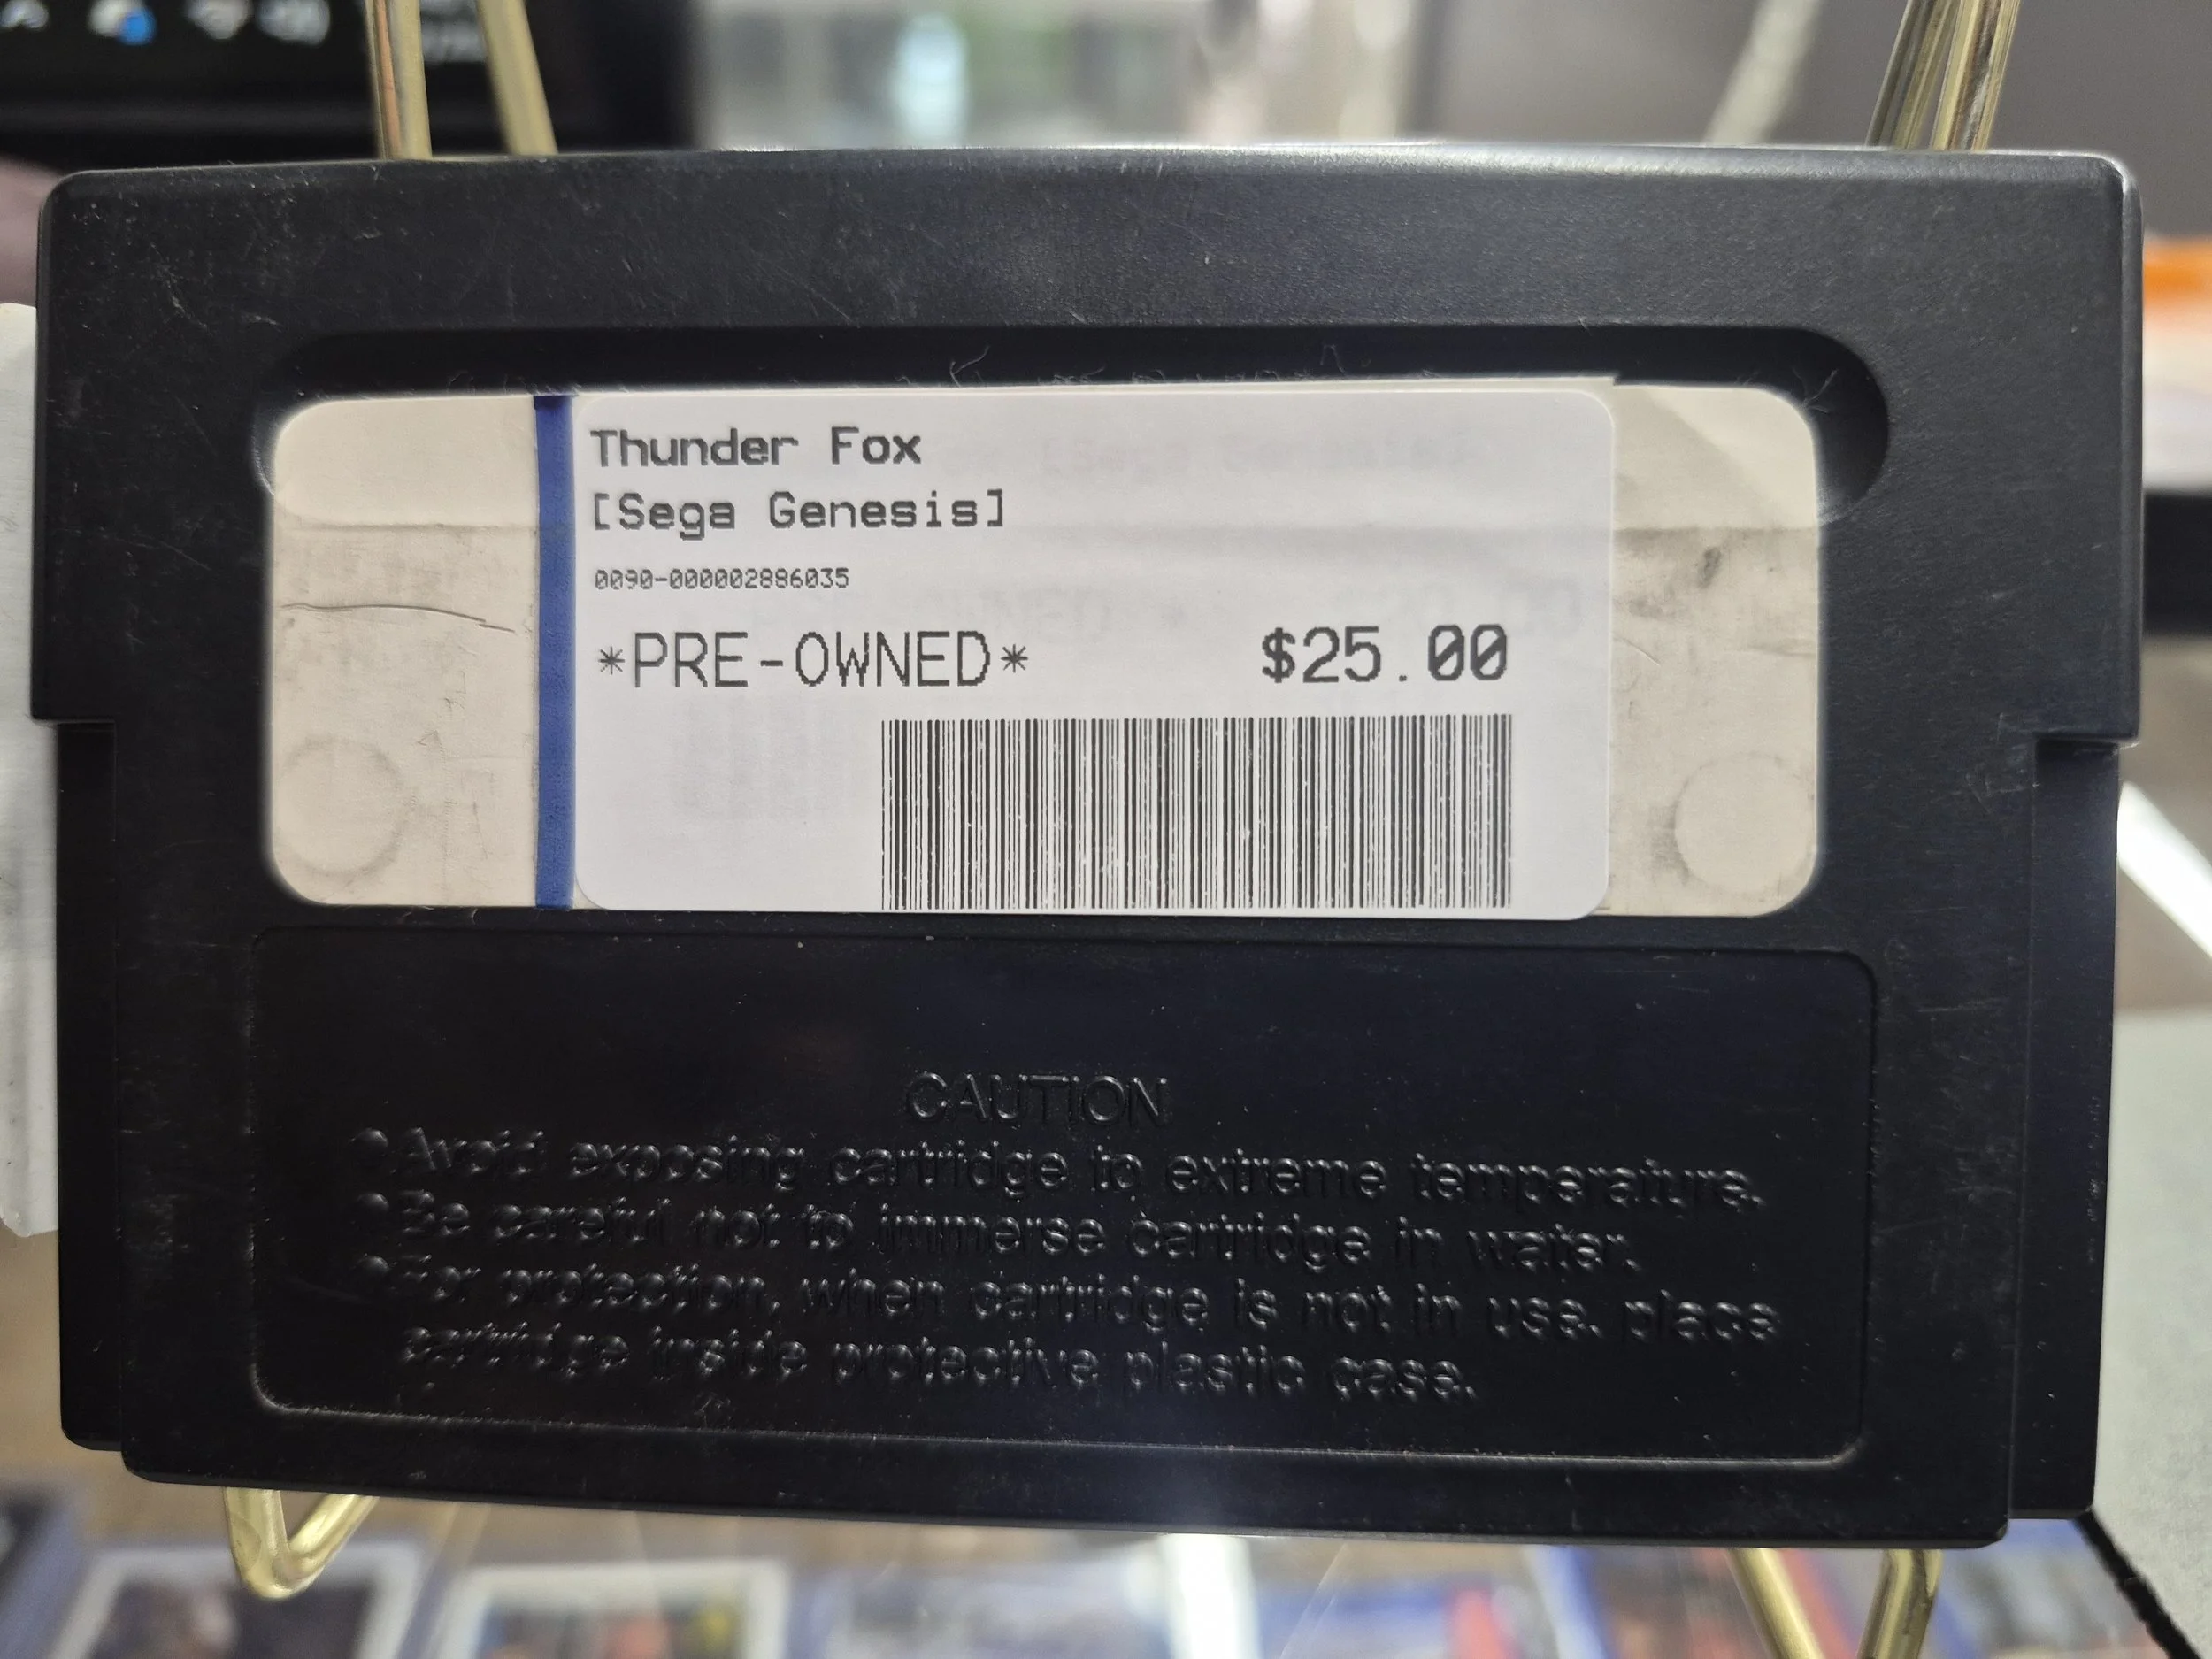 Thunder Fox
[Sega Genesis]
0090-000002886035
*PRE-OWNED* $25.00
CAUTION
●Avoid exposing cartridge to extreme temperature.
●Be careful not to immerse cartridge in water.
●For protection, when cartridge is not in use, place
cartridge inside protective plastic case.